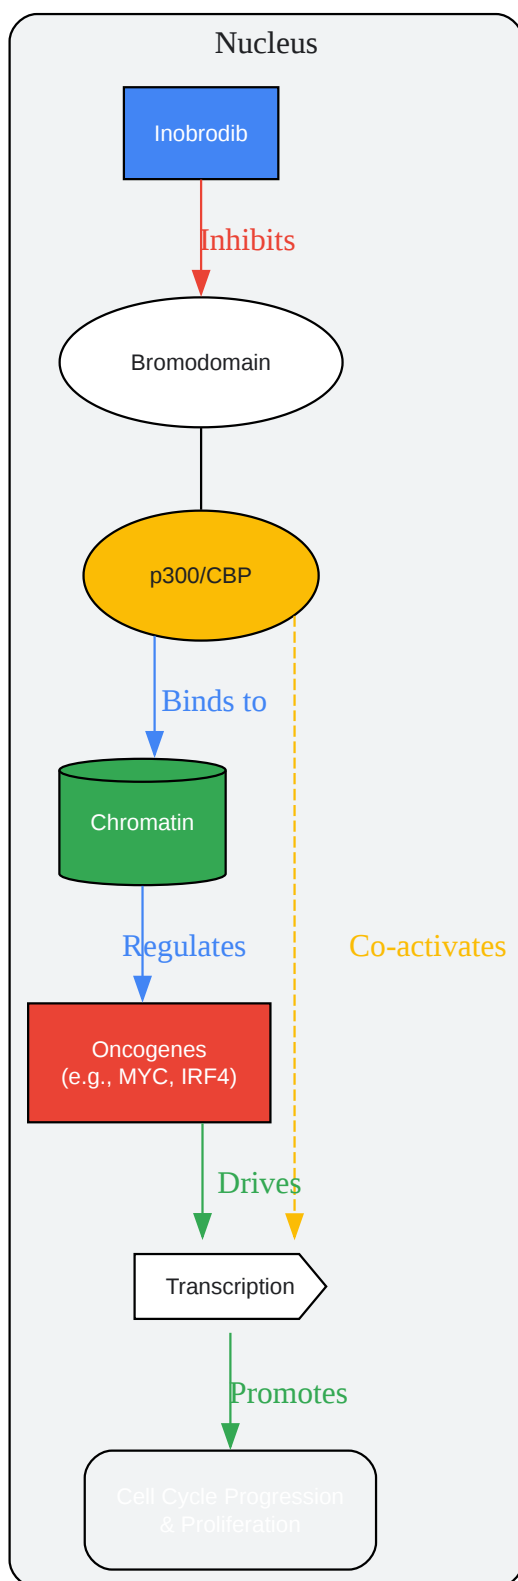 Nucleus
Inobrodib
Inhibits
Bromodomain
p300/CBP
Binds to
Chromatin
Regulates
Co-activates
Oncogenes
(e.g., MYC, IRF4)
Drives
Transcription
Promotes
Cell Cycle Progression
& Proliferation